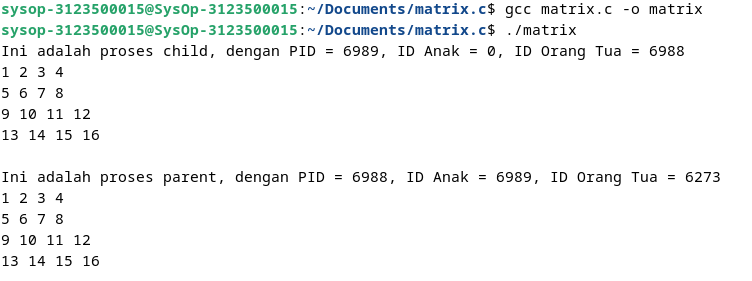 sysop-3123500015@SysOp-3123500015:~/Documents/matrix.c$ gcc matrix.c -o matrix
sysop-3123500015@SysOp-3123500015:~/Documents/matrix.c$ ./matrix
Ini adalah proses child, dengan PID = 6989, ID Anak = 0, ID Orang Tua = 6988
1 2 3 4
5 6 7 8
9 10 11 12
13 14 15 16
Ini adalah proses parent, dengan PID = 6988, ID Anak = 6989, ID Orang Tua = 6273
1 2 3 4
5 6 7 8
9 10 11 12
13 14 15 16